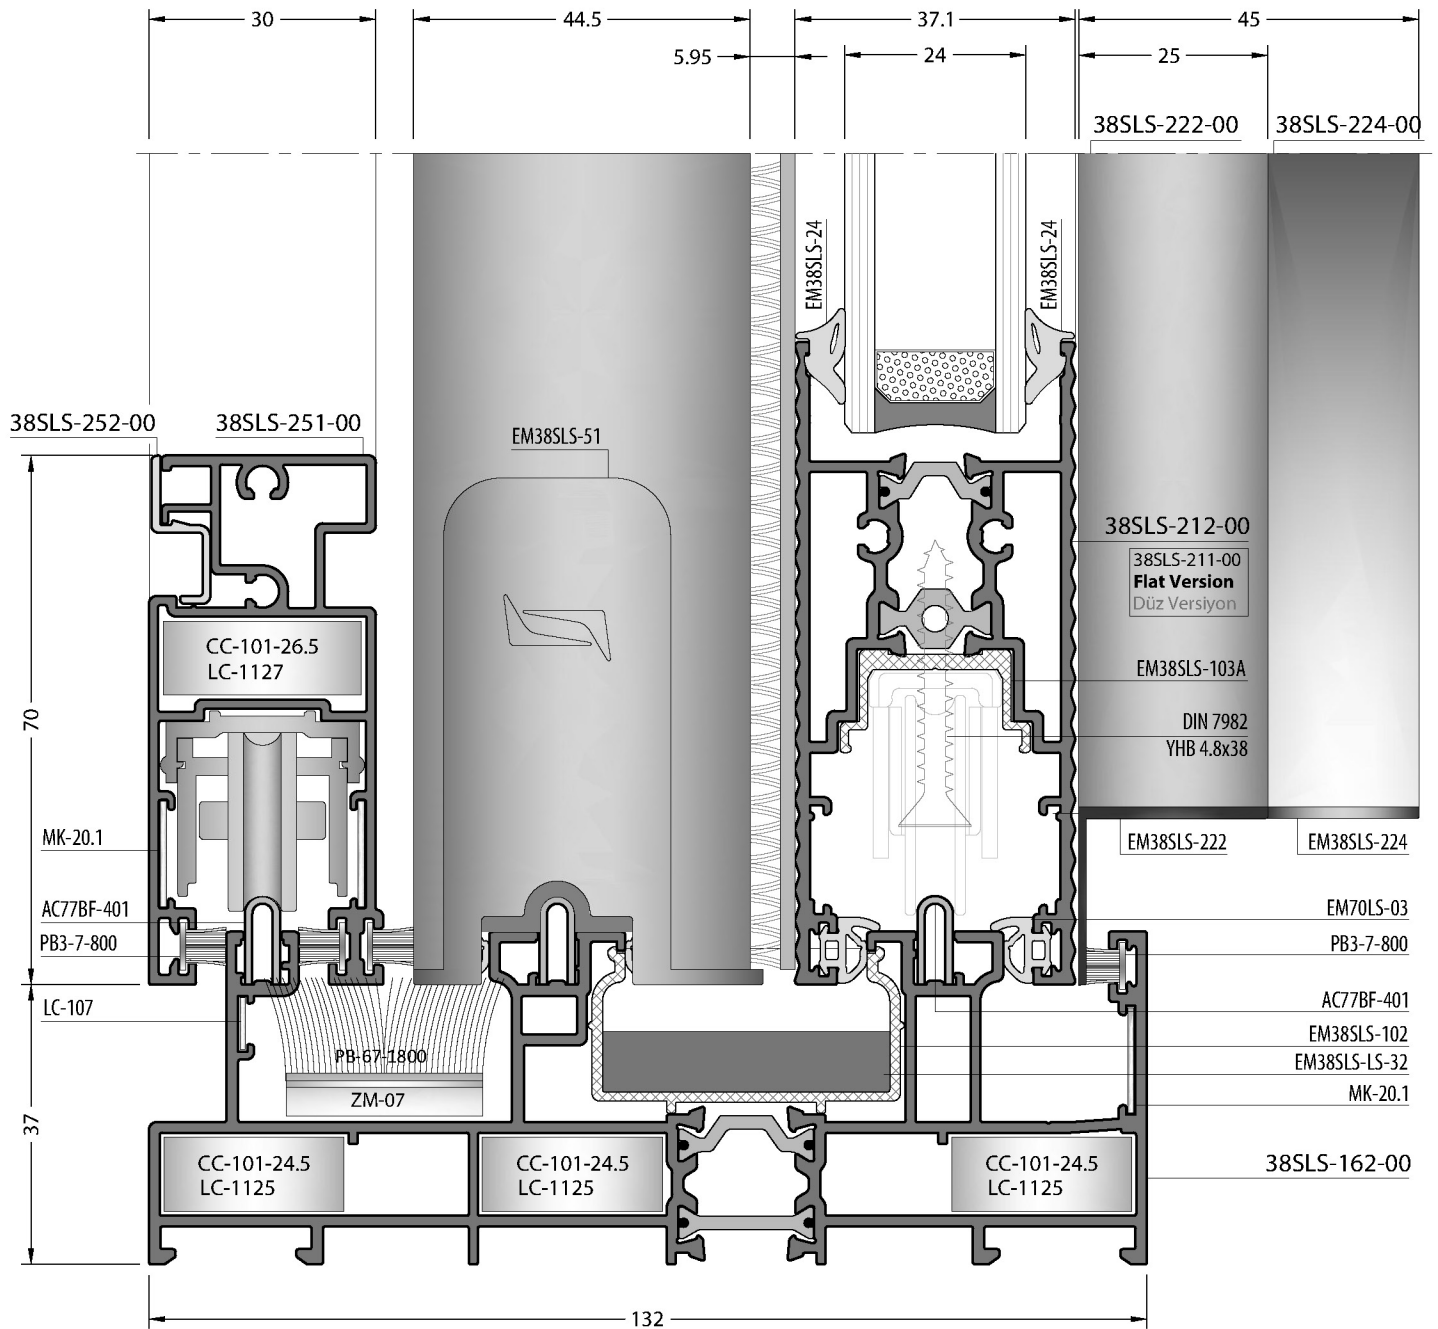 30
44.5
37.1
45
5.95
24
25
38SLS-222-00
38SLS-224-00
EM38SLS-24
EM38SLS-24
38SLS-252-00
38SLS-251-00
EM38SLS-51
38SLS-212-00
38SLS-211-00
Flat Version
Düz Versiyon
CC-101-26.5
LC-1127
EM38SLS-103A
70
DIN 7982
YHB 4.8x38
MK-20.1
EM38SLS-222
EM38SLS-224
AC77BF-401
EM70LS-03
PB3-7-800
PB3-7-800
LC-107
AC77BF-401
EM38SLS-102
PB-67-1800
EM38SLS-LS-32
ZM-07
MK-20.1
37
CC-101-24.5
LC-1125
CC-101-24.5
LC-1125
CC-101-24.5
LC-1125
38SLS-162-00
132